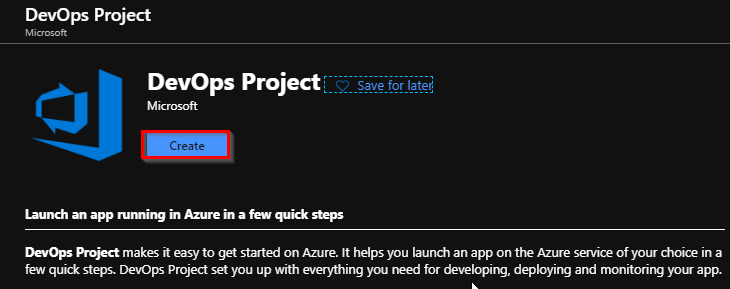 DevOps Project
Microsoft
DevOps Project
Save for later
Microsoft
Create
Launch an app running in Azure in a few quick steps
DevOps Project makes it easy to get started on Azure. It helps you launch an app on the Azure service of your choice in a
few quick steps. DevOps Project set you up with everything you need for developing, deploying and monitoring your app.